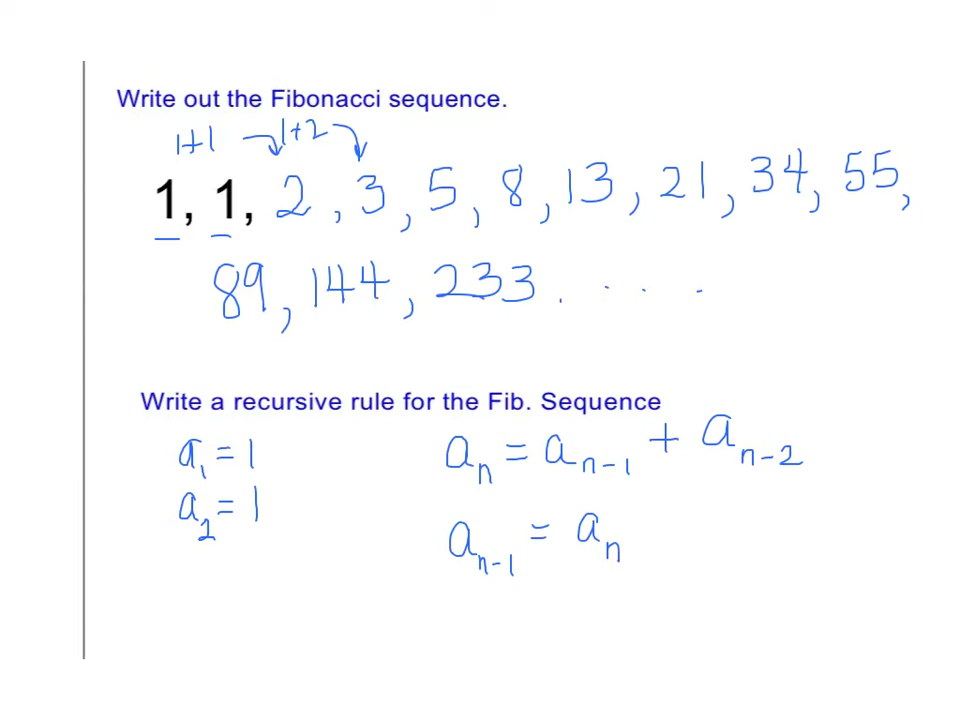 Write out the Fibonacci sequence.
1+1 1+2
1, 1, 2, 3, 5, 8, 13, 21, 34, 55,
89, 144, 233 . . . .
Write a recursive rule for the Fib. Sequence
a₁ = 1 aₙ = aₙ₋₁ + aₙ₋₂
a₂ = 1 aₙ₋₁ = aₙ